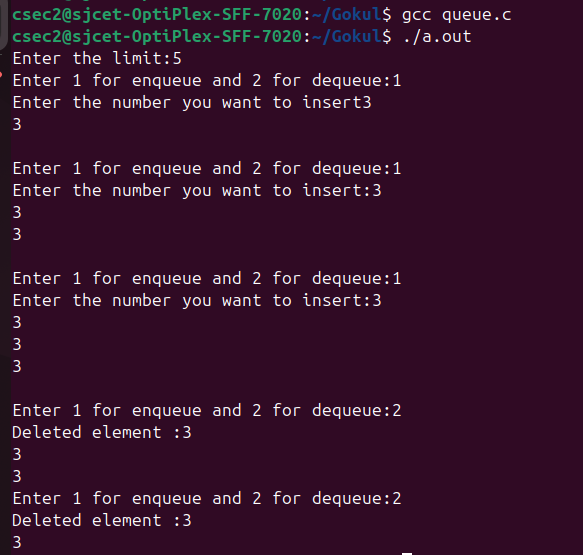 csec2@sjcet-OptiPlex-SFF-7020:~/Gokul$ gcc queue.c
csec2@sjcet-OptiPlex-SFF-7020:~/Gokul$ ./a.out
Enter the limit:5
Enter 1 for enqueue and 2 for dequeue:1
Enter the number you want to insert3
3
Enter 1 for enqueue and 2 for dequeue:1
Enter the number you want to insert:3
3
3
Enter 1 for enqueue and 2 for dequeue:1
Enter the number you want to insert:3
3
3
3
Enter 1 for enqueue and 2 for dequeue:2
Deleted element :3
3
3
Enter 1 for enqueue and 2 for dequeue:2
Deleted element :3
3